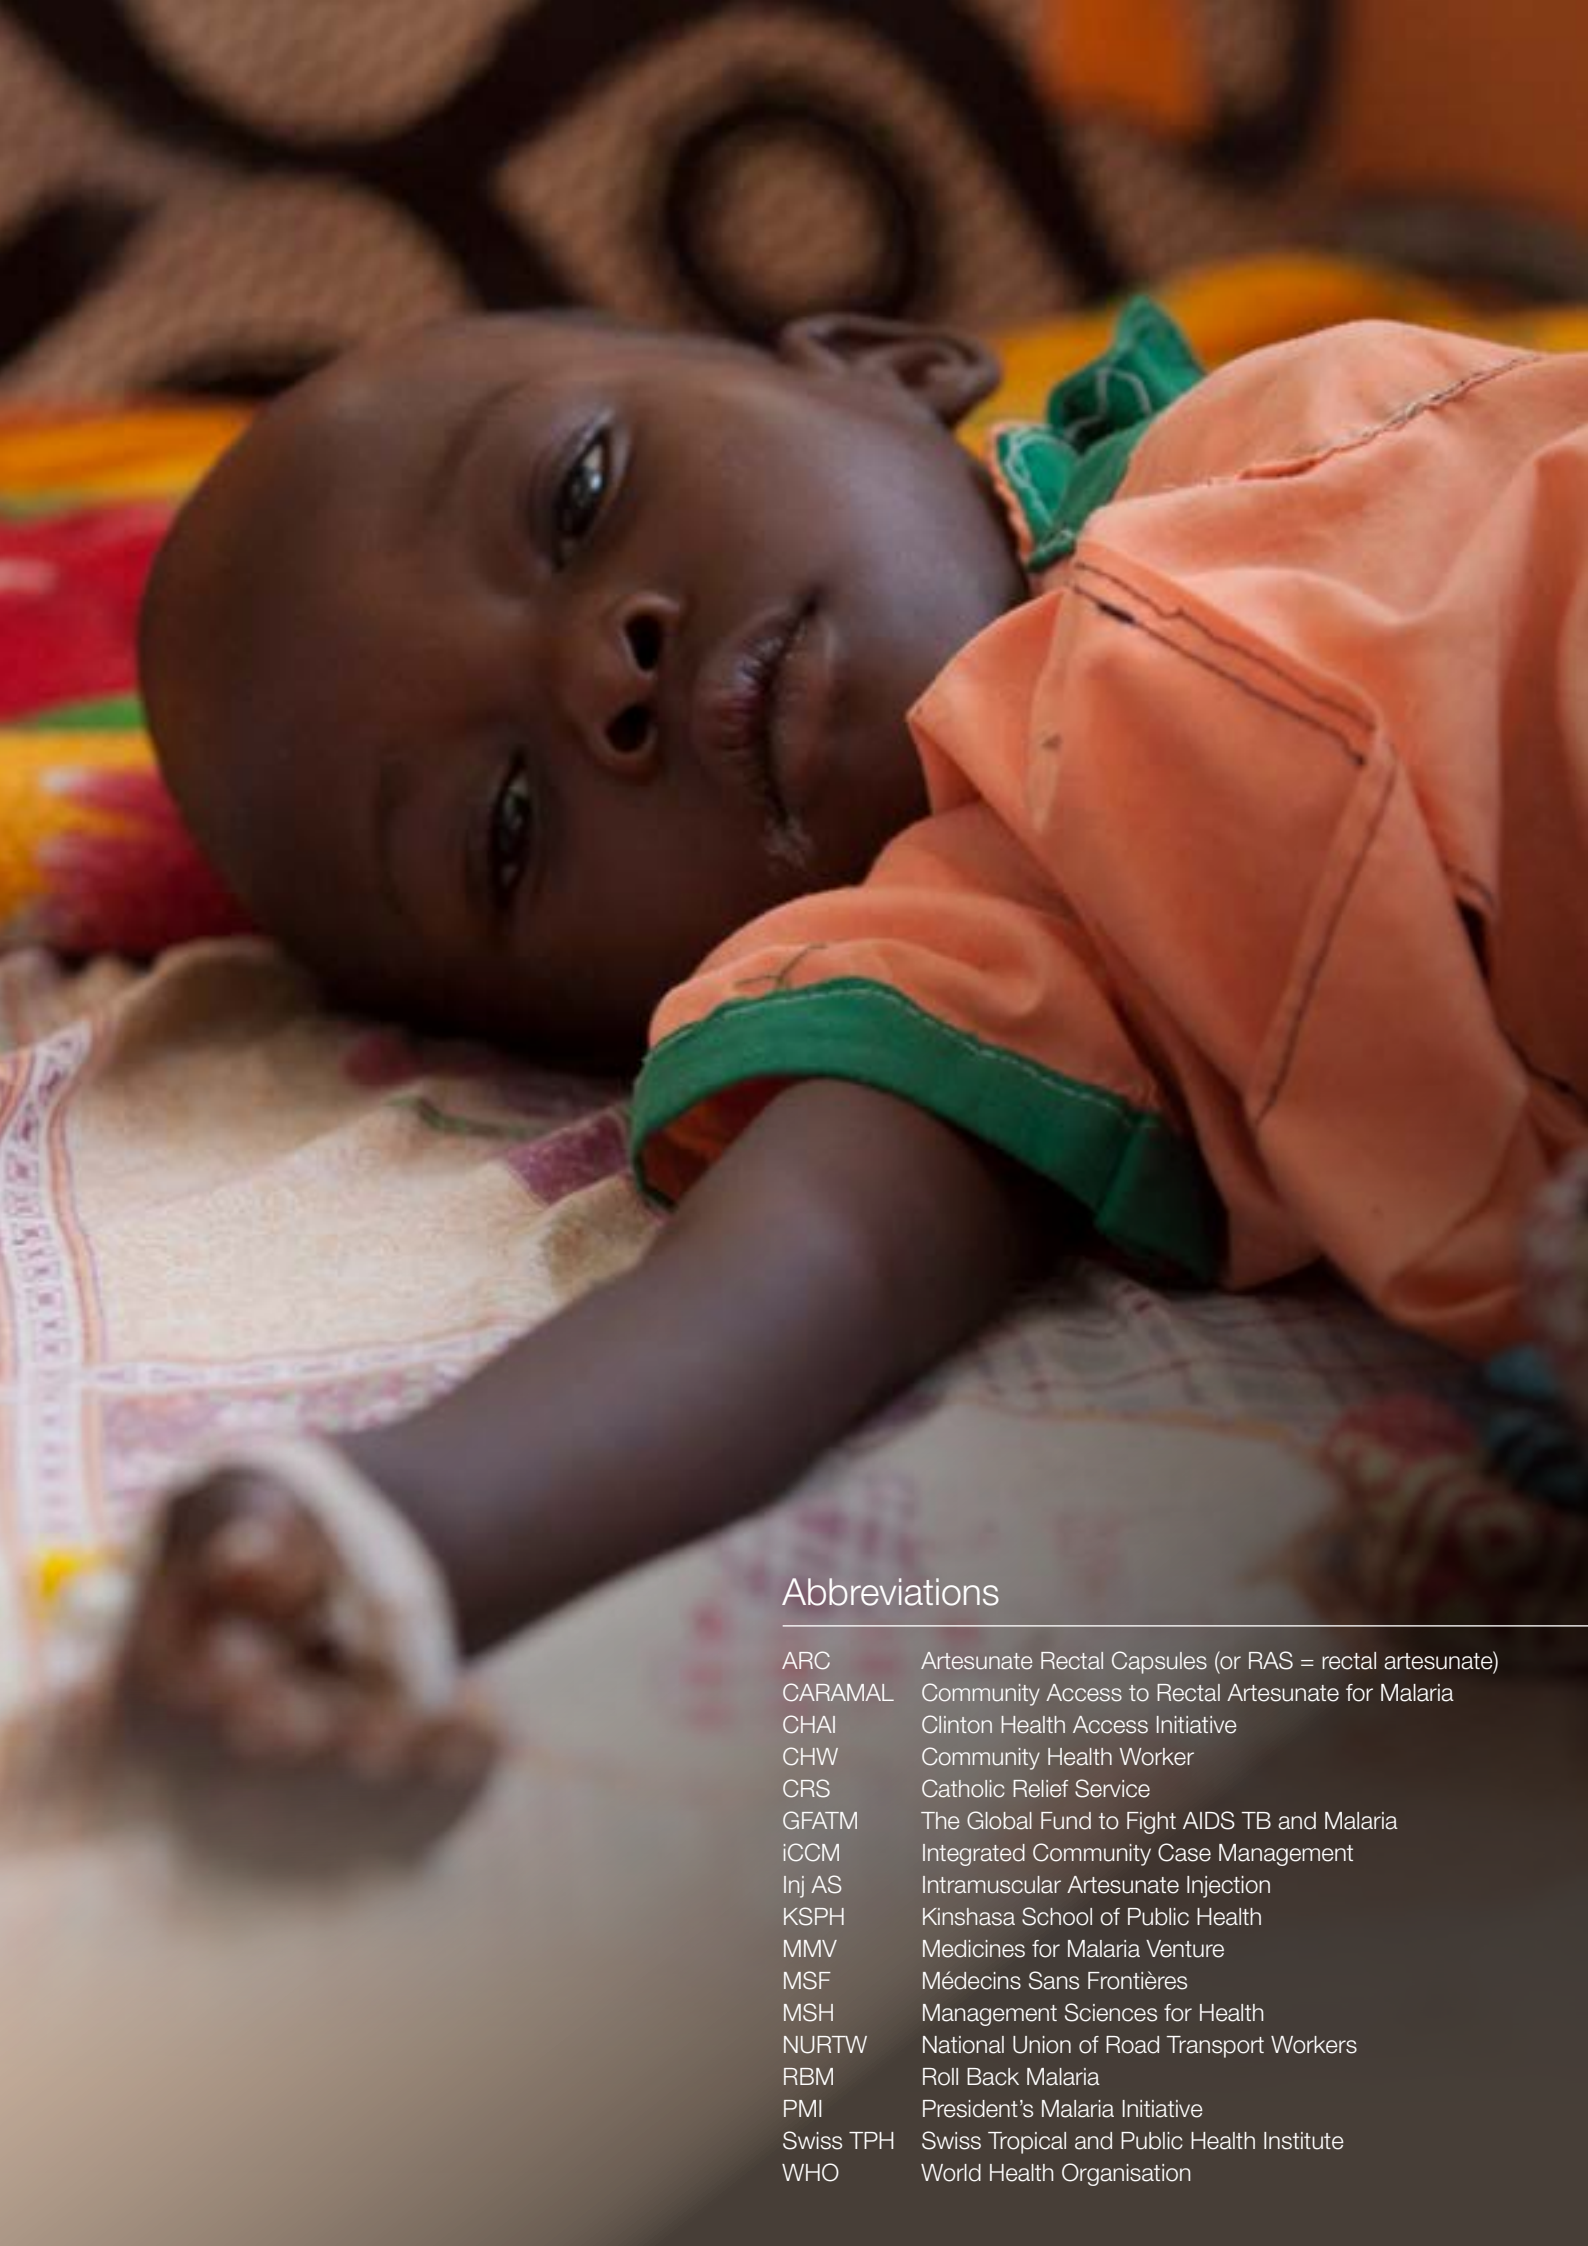 Abbreviations
ARC Artesunate Rectal Capsules (or RAS = rectal artesunate)
CARAMAL Community Access to Rectal Artesunate for Malaria
CHAI Clinton Health Access Initiative
CHW Community Health Worker
CRS Catholic Relief Service
GFATM The Global Fund to Fight AIDS TB and Malaria
iCCM Integrated Community Case Management
Inj AS Intramuscular Artesunate Injection
KSPH Kinshasa School of Public Health
MMV Medicines for Malaria Venture
MSF Médecins Sans Frontières
MSH Management Sciences for Health
NURTW National Union of Road Transport Workers
RBM Roll Back Malaria
PMI President’s Malaria Initiative
Swiss TPH Swiss Tropical and Public Health Institute
WHO World Health Organisation